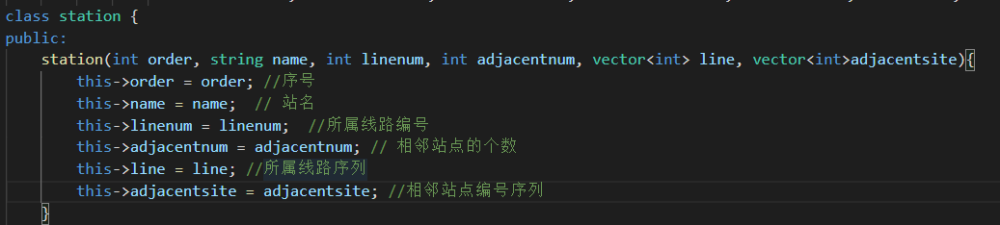 class station {
public:
    station(int order, string name, int linenum, int adjacentnum, vector<int> line, vector<int>adjacentsite){
        this->order = order; //序号
        this->name = name;  // 站名
        this->linenum = linenum;  //所属线路编号
        this->adjacentnum = adjacentnum; // 相邻站点的个数
        this->line = line; //所属线路序列
        this->adjacentsite = adjacentsite; //相邻站点编号序列
    }